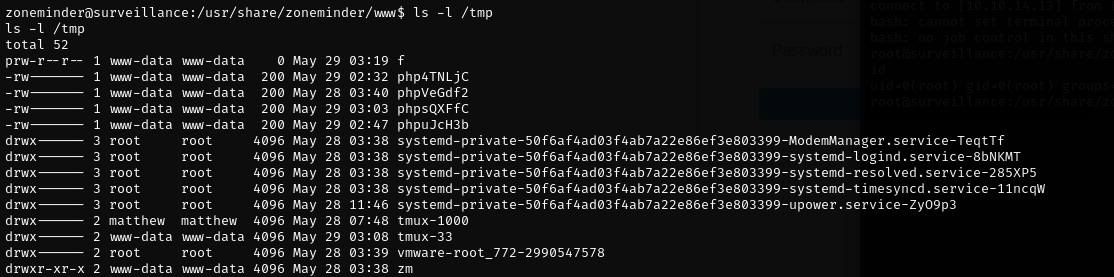 zoneminder@surveillance:/usr/share/zoneminder/www$ ls -l /tmp
ls -l /tmp
total 52
prw-r--r-- 1 www-data www-data    0 May 29 03:19 f
-rw------- 1 www-data www-data  200 May 29 02:32 php4TNLjC
-rw------- 1 www-data www-data  200 May 28 03:40 phpVeGdf2
-rw------- 1 www-data www-data  200 May 29 03:03 phpsQXFfC
-rw------- 1 www-data www-data  200 May 29 02:47 phpuJcH3b
drwx------ 3 root     root     4096 May 28 03:38 systemd-private-50f6af4ad03f4ab7a22e86ef3e803399-ModemManager.service-TeqtTf
drwx------ 3 root     root     4096 May 28 03:38 systemd-private-50f6af4ad03f4ab7a22e86ef3e803399-systemd-logind.service-8bNKMT
drwx------ 3 root     root     4096 May 28 03:38 systemd-private-50f6af4ad03f4ab7a22e86ef3e803399-systemd-resolved.service-285XP5
drwx------ 3 root     root     4096 May 28 03:38 systemd-private-50f6af4ad03f4ab7a22e86ef3e803399-systemd-timesyncd.service-11ncqW
drwx------ 3 root     root     4096 May 28 11:46 systemd-private-50f6af4ad03f4ab7a22e86ef3e803399-upower.service-ZyO9p3
drwx------ 2 matthew  matthew  4096 May 28 07:48 tmux-1000
drwx------ 2 www-data www-data 4096 May 29 03:08 tmux-33
drwx------ 2 root     root     4096 May 28 03:39 vmware-root_772-2990547578
drwxr-xr-x 2 www-data www-data 4096 May 28 03:38 zm
connect to [10.10.14.13] from
bash: cannot set terminal proce
bash: no job control in this sh
root@surveillance:/usr/share/zo
id
uid=0(root) gid=0(root) groups
root@surveillance:/usr/share/zo
Password